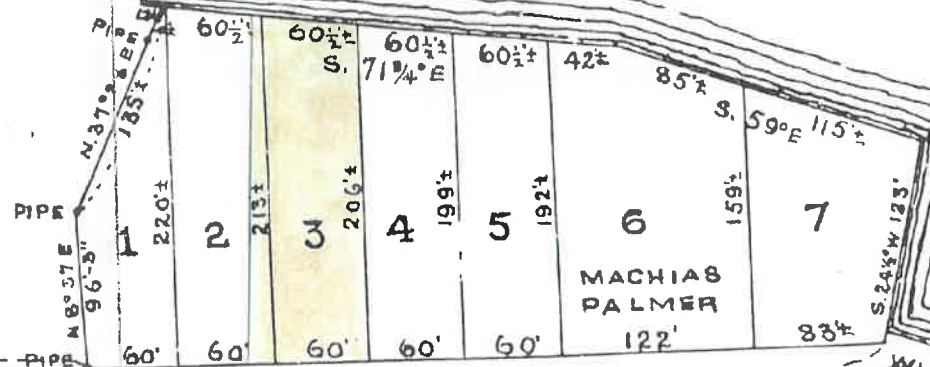 PIPE
N. 37° E
135'±
60½'
60½'±
S.
60½'±
71¾° E
60½'±
42'±
85'±
S. 59° E
115'±
PIPE
N 8° 37 E
96'-3"
1
220'±
2
213'±
3
206'±
4
199'±
5
192'±
6
159'±
7
S. 24½° W 123'
MACHIAS
PALMER
PIPE
60'
60'
60'
60'
60'
122'
83'±